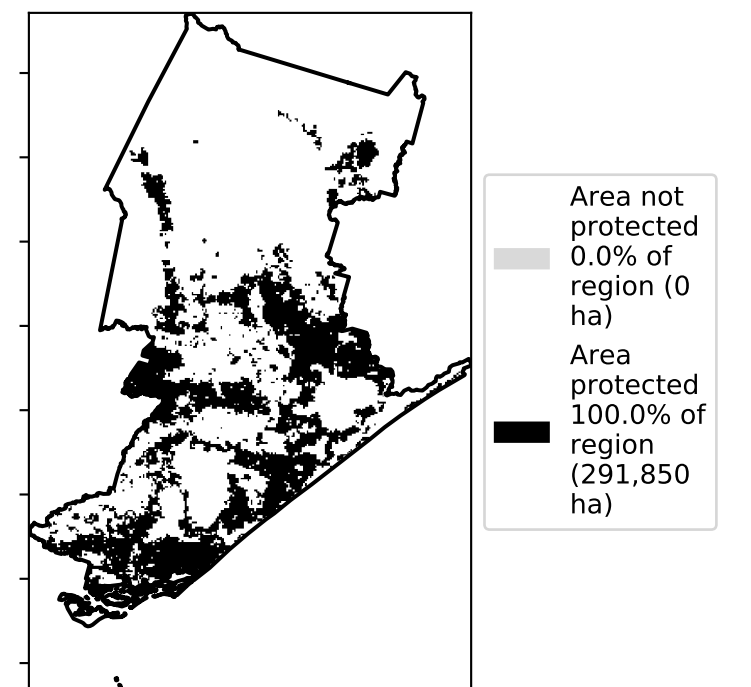 Area not
protected
0.0% of
region (0
ha)
Area
protected
100.0% of
region
(291,850
ha)